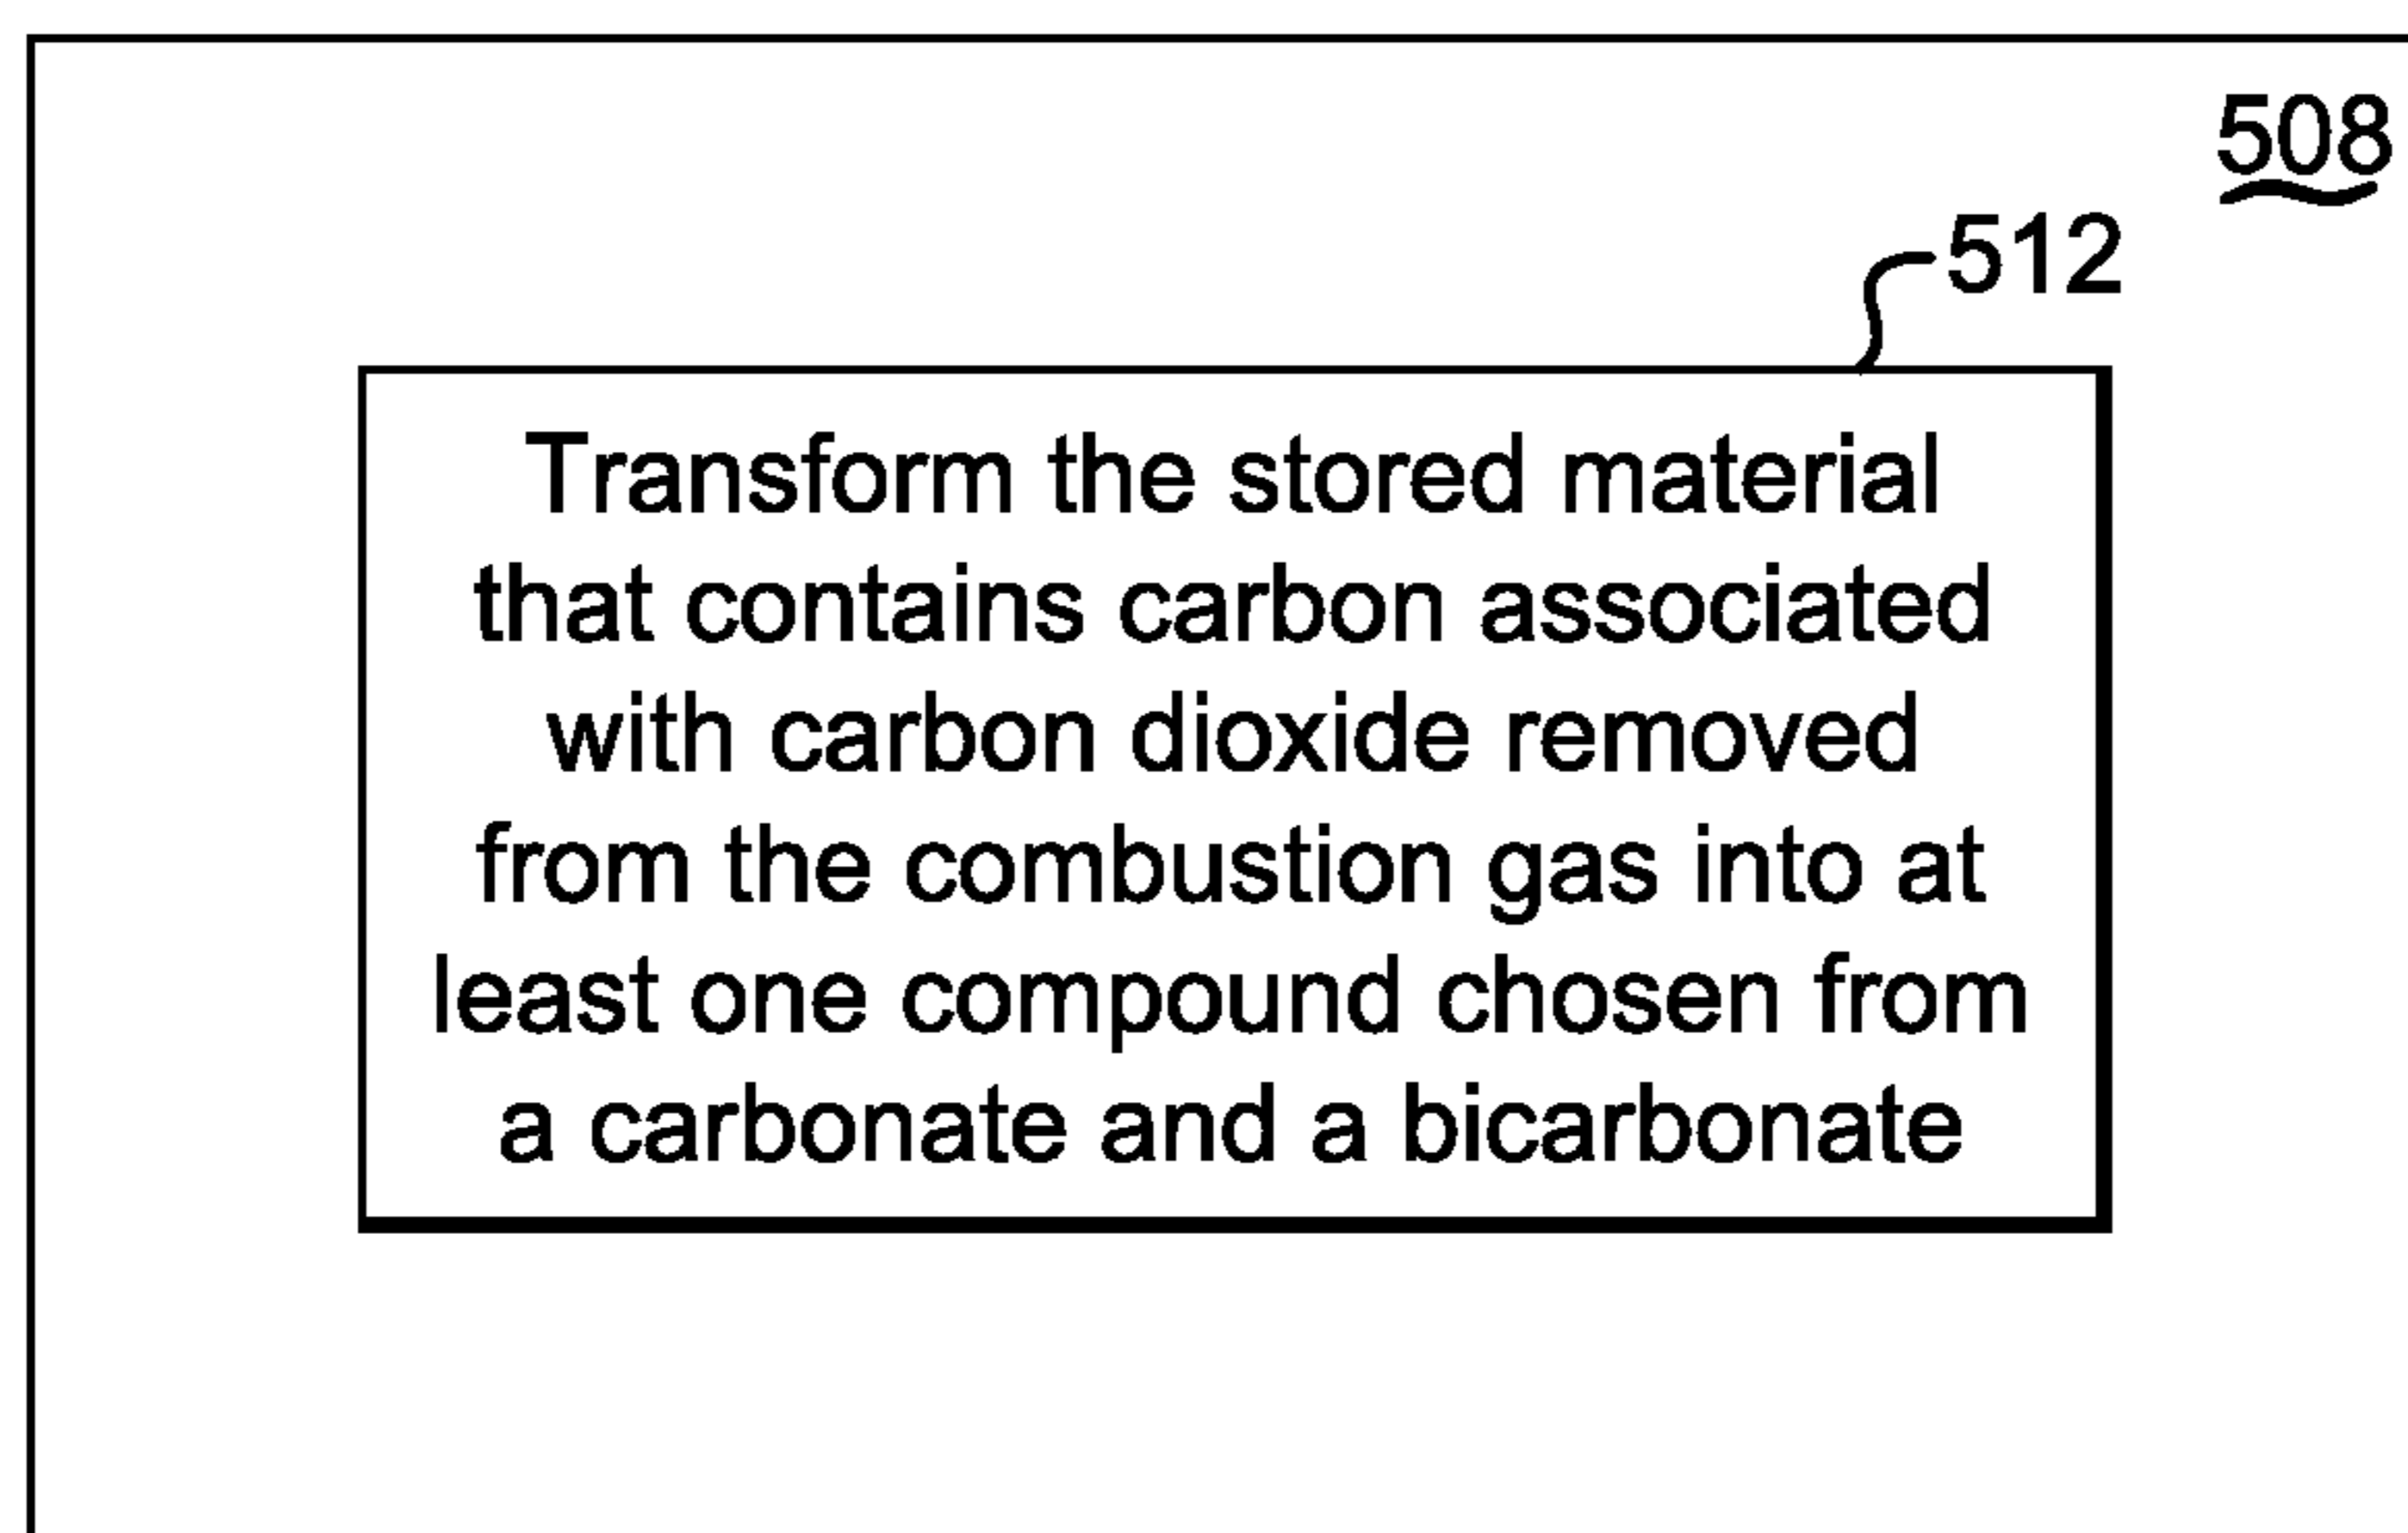 508
512
Transform the stored material
that contains carbon associated
with carbon dioxide removed
from the combustion gas into at
least one compound chosen from
a carbonate and a bicarbonate